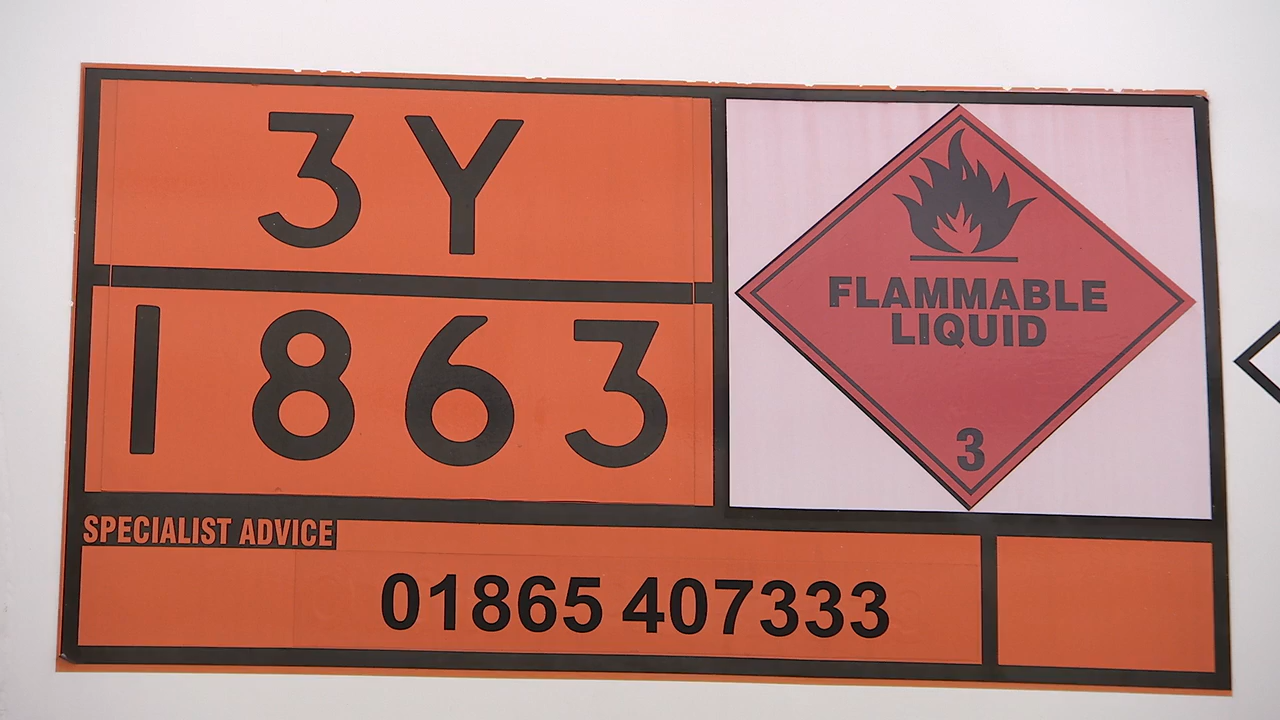 3Y
1863
FLAMMABLE
LIQUID
3
SPECIALIST ADVICE
01865 407333